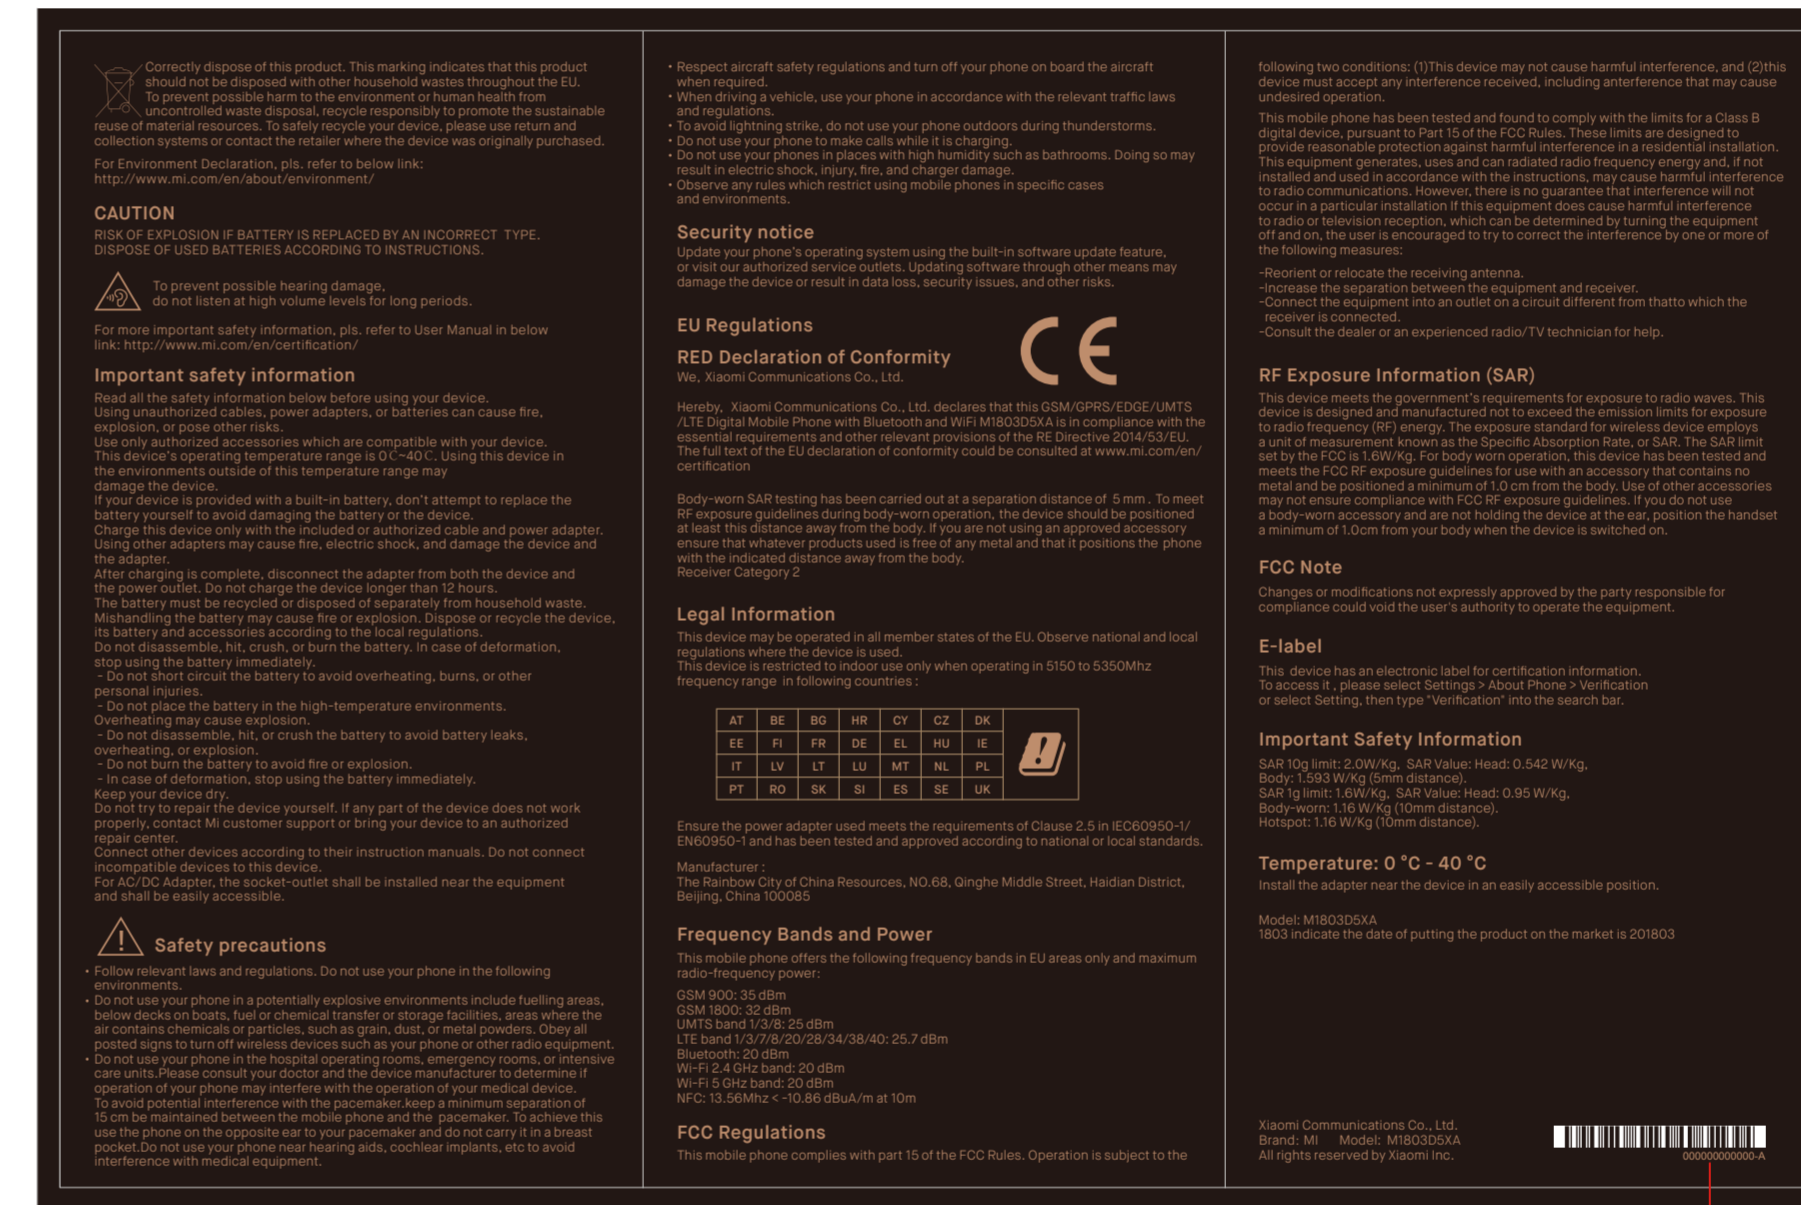 Correctly dispose of this product. This marking indicates that this product
should not be disposed with other household wastes throughout the EU.
To prevent possible harm to the environment or human health from
uncontrolled waste disposal, recycle responsibly to promote the sustainable
reuse of material resources. To safely recycle your device, please use return and
collection systems or contact the retailer where the device was originally purchased.
For Environment Declaration, pls. refer to below link:
http://www.mi.com/en/about/environment/
CAUTION
RISK OF EXPLOSION IF BATTERY IS REPLACED BY AN INCORRECT TYPE.
DISPOSE OF USED BATTERIES ACCORDING TO INSTRUCTIONS.
To prevent possible hearing damage,
do not listen at high volume levels for long periods.
For more important safety information, pls. refer to User Manual in below
link: http://www.mi.com/en/certification/
Important safety information
Read all the safety information below before using your device.
Using unauthorized cables, power adapters, or batteries can cause fire,
explosion, or pose other risks.
Use only authorized accessories which are compatible with your device.
This device's operating temperature range is 0℃~40℃. Using this device in
the environments outside of this temperature range may
damage the device.
If your device is provided with a built-in battery, don't attempt to replace the
battery yourself to avoid damaging the battery or the device.
Charge this device only with the included or authorized cable and power adapter.
Using other adapters may cause fire, electric shock, and damage the device and
the adapter.
After charging is complete, disconnect the adapter from both the device and
the power outlet. Do not charge the device longer than 12 hours.
The battery must be recycled or disposed of separately from household waste.
Mishandling the battery may cause fire or explosion. Dispose or recycle the device,
its battery and accessories according to the local regulations.
Do not disassemble, hit, crush, or burn the battery. In case of deformation,
stop using the battery immediately.
- Do not short circuit the battery to avoid overheating, burns, or other
personal injuries.
- Do not place the battery in the high-temperature environments.
Overheating may cause explosion.
- Do not disassemble, hit, or crush the battery to avoid battery leaks,
overheating, or explosion.
- Do not burn the battery to avoid fire or explosion.
- In case of deformation, stop using the battery immediately.
Keep your device dry.
Do not try to repair the device yourself. If any part of the device does not work
properly, contact Mi customer support or bring your device to an authorized
repair center.
Connect other devices according to their instruction manuals. Do not connect
incompatible devices to this device.
For AC/DC Adapter, the socket-outlet shall be installed near the equipment
and shall be easily accessible.
Safety precautions
• Follow relevant laws and regulations. Do not use your phone in the following
environments.
• Do not use your phone in a potentially explosive environments include fuelling areas,
below decks on boats, fuel or chemical transfer or storage facilities, areas where the
air contains chemicals or particles, such as grain, dust, or metal powders. Obey all
posted signs to turn off wireless devices such as your phone or other radio equipment.
• Do not use your phone in the hospital operating rooms, emergency rooms, or intensive
care units.Please consult your doctor and the device manufacturer to determine if
operation of your phone may interfere with the operation of your medical device.
To avoid potential interference with the pacemaker.keep a minimum separation of
15 cm be maintained between the mobile phone and the pacemaker. To achieve this
use the phone on the opposite ear to your pacemaker and do not carry it in a breast
pocket.Do not use your phone near hearing aids, cochlear implants, etc to avoid
interference with medical equipment.
• Respect aircraft safety regulations and turn off your phone on board the aircraft
when required.
• When driving a vehicle, use your phone in accordance with the relevant traffic laws
and regulations.
• To avoid lightning strike, do not use your phone outdoors during thunderstorms.
• Do not use your phone to make calls while it is charging.
• Do not use your phones in places with high humidity such as bathrooms. Doing so may
result in electric shock, injury, fire, and charger damage.
• Observe any rules which restrict using mobile phones in specific cases
and environments.
Security notice
Update your phone's operating system using the built-in software update feature,
or visit our authorized service outlets. Updating software through other means may
damage the device or result in data loss, security issues, and other risks.
EU Regulations
RED Declaration of Conformity
We, Xiaomi Communications Co., Ltd.
CE
Hereby, Xiaomi Communications Co., Ltd. declares that this GSM/GPRS/EDGE/UMTS
/LTE Digital Mobile Phone with Bluetooth and WiFi M1803D5XA is in compliance with the
essential requirements and other relevant provisions of the RE Directive 2014/53/EU.
The full text of the EU declaration of conformity could be consulted at www.mi.com/en/
certification
Body-worn SAR testing has been carried out at a separation distance of 5 mm . To meet
RF exposure guidelines during body-worn operation, the device should be positioned
at least this distance away from the body. If you are not using an approved accessory
ensure that whatever products used is free of any metal and that it positions the phone
with the indicated distance away from the body.
Receiver Category 2
Legal Information
This device may be operated in all member states of the EU. Observe national and local
regulations where the device is used.
This device is restricted to indoor use only when operating in 5150 to 5350Mhz
frequency range in following countries :
AT BE BG HR CY CZ DK
EE FI FR DE EL HU IE
IT LV LT LU MT NL PL
PT RO SK SI ES SE UK
Ensure the power adapter used meets the requirements of Clause 2.5 in IEC60950-1/
EN60950-1 and has been tested and approved according to national or local standards.
Manufacturer :
The Rainbow City of China Resources, NO.68, Qinghe Middle Street, Haidian District,
Beijing, China 100085
Frequency Bands and Power
This mobile phone offers the following frequency bands in EU areas only and maximum
radio-frequency power:
GSM 900: 35 dBm
GSM 1800: 32 dBm
UMTS band 1/3/8: 25 dBm
LTE band 1/3/7/8/20/28/34/38/40: 25.7 dBm
Bluetooth: 20 dBm
Wi-Fi 2.4 GHz band: 20 dBm
Wi-Fi 5 GHz band: 20 dBm
NFC: 13.56Mhz < -10.86 dBuA/m at 10m
FCC Regulations
This mobile phone complies with part 15 of the FCC Rules. Operation is subject to the
following two conditions: (1)This device may not cause harmful interference, and (2)this
device must accept any interference received, including anterference that may cause
undesired operation.
This mobile phone has been tested and found to comply with the limits for a Class B
digital device, pursuant to Part 15 of the FCC Rules. These limits are designed to
provide reasonable protection against harmful interference in a residential installation.
This equipment generates, uses and can radiated radio frequency energy and, if not
installed and used in accordance with the instructions, may cause harmful interference
to radio communications. However, there is no guarantee that interference will not
occur in a particular installation If this equipment does cause harmful interference
to radio or television reception, which can be determined by turning the equipment
off and on, the user is encouraged to try to correct the interference by one or more of
the following measures:
-Reorient or relocate the receiving antenna.
-Increase the separation between the equipment and receiver.
-Connect the equipment into an outlet on a circuit different from thatto which the
receiver is connected.
-Consult the dealer or an experienced radio/TV technician for help.
RF Exposure Information (SAR)
This device meets the government's requirements for exposure to radio waves. This
device is designed and manufactured not to exceed the emission limits for exposure
to radio frequency (RF) energy. The exposure standard for wireless device employs
a unit of measurement known as the Specific Absorption Rate, or SAR. The SAR limit
set by the FCC is 1.6W/Kg. For body worn operation, this device has been tested and
meets the FCC RF exposure guidelines for use with an accessory that contains no
metal and be positioned a minimum of 1.0 cm from the body. Use of other accessories
may not ensure compliance with FCC RF exposure guidelines. If you do not use
a body-worn accessory and are not holding the device at the ear, position the handset
a minimum of 1.0cm from your body when the device is switched on.
FCC Note
Changes or modifications not expressly approved by the party responsible for
compliance could void the user's authority to operate the equipment.
E-label
This device has an electronic label for certification information.
To access it , please select Settings > About Phone > Verification
or select Setting, then type "Verification" into the search bar.
Important Safety Information
SAR 10g limit: 2.0W/Kg, SAR Value: Head: 0.542 W/Kg,
Body: 1.593 W/Kg (5mm distance).
SAR 1g limit: 1.6W/Kg, SAR Value: Head: 0.95 W/Kg,
Body-worn: 1.16 W/Kg (10mm distance).
Hotspot: 1.16 W/Kg (10mm distance).
Temperature: 0 °C - 40 °C
Install the adapter near the device in an easily accessible position.
Model: M1803D5XA
1803 indicate the date of putting the product on the market is 201803
Xiaomi Communications Co., Ltd.
Brand: MI Model: M1803D5XA
All rights reserved by Xiaomi Inc.
000000000000-A